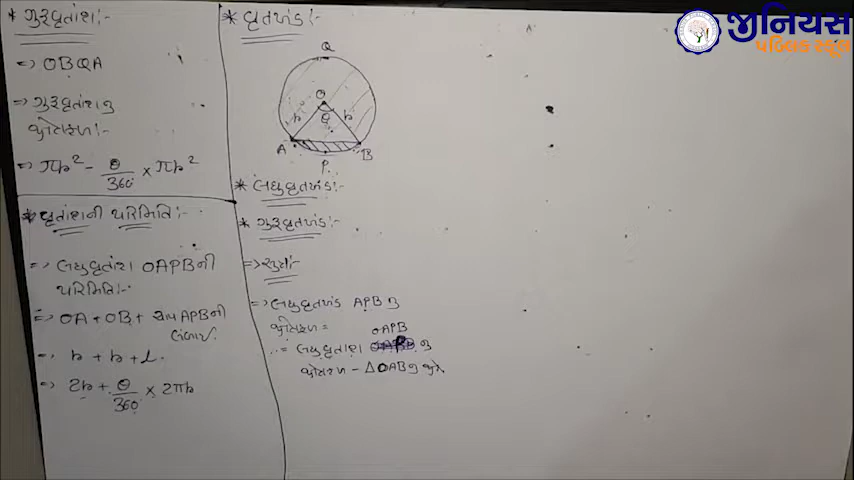 * ગુરુવૃતાંશ:-
⇒ OBQA
⇒ ગુરુવૃતાંશનુ
ક્ષેત્રફળ:-
⇒ πr² - θ/360 × πr²
* વૃતાંશની પરિમિતિ:-
⇒ લઘુવૃતાંશ OAPBની
પરિમિતિ:-
⇒ OA + OB + ચાપ APBની
લંબાઈ.
⇒ r + r + l.
⇒ 2r + θ/360 × 2πr
* વૃતખંડ:-
Q
O
r θ r
A B
P
* લઘુવૃતખંડ:-
* ગુરુવૃતખંડ:-
⇒ સુત્ર:
⇒ લઘુવૃતખંડ APBનુ
ક્ષેત્રફળ =
OAPB
∴ = લઘુવૃતાંશ નુ
ક્ષેત્રફળ - ΔOABનુ ક્ષે.
જીનિયસ
પબ્લિક સ્કૂલ